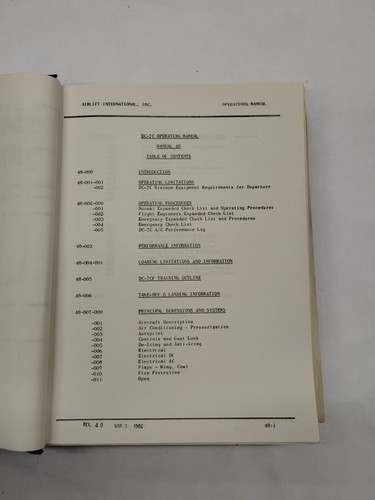 AIRLIFT INTERNATIONAL, INC. OPERATIONS MANUAL
DC-7C OPERATING MANUAL
MANUAL 48
TABLE OF CONTENTS
48-000 INTRODUCTION
48-001-001 OPERATING LIMITATIONS
-002 DC-7C Minimum Equipment Requirements for Departure
48-002-000 OPERATING PROCEDURES
-001 Normal Expanded Check List and Operating Procedures
-002 Flight Engineers Expanded Check List
-003 Emergency Expanded Check List and Procedures
-004 Emergency Check List
-005 DC-7C A/C Performance Log
48-003 PERFORMANCE INFORMATION
48-004-001 LOADING LIMITATIONS AND INFORMATION
48-005 DC-7CF TRAINING OUTLINE
48-006 TAKE-OFF & LANDING INFORMATION
48-007-000 PRINCIPAL DIMENSIONS AND SYSTEMS
-001 Aircraft Description
-002 Air Conditioning - Pressurization
-003 Autopilot
-004 Controls and Gust Lock
-005 De-Icing and Anti-Icing
-006 Electrical
-007 Electrical DC
-008 Electrical AC
-009 Flaps - Wing, Cowl
-010 Fire Protective
-011 Open
REV. 49 MAR 1982 48:i